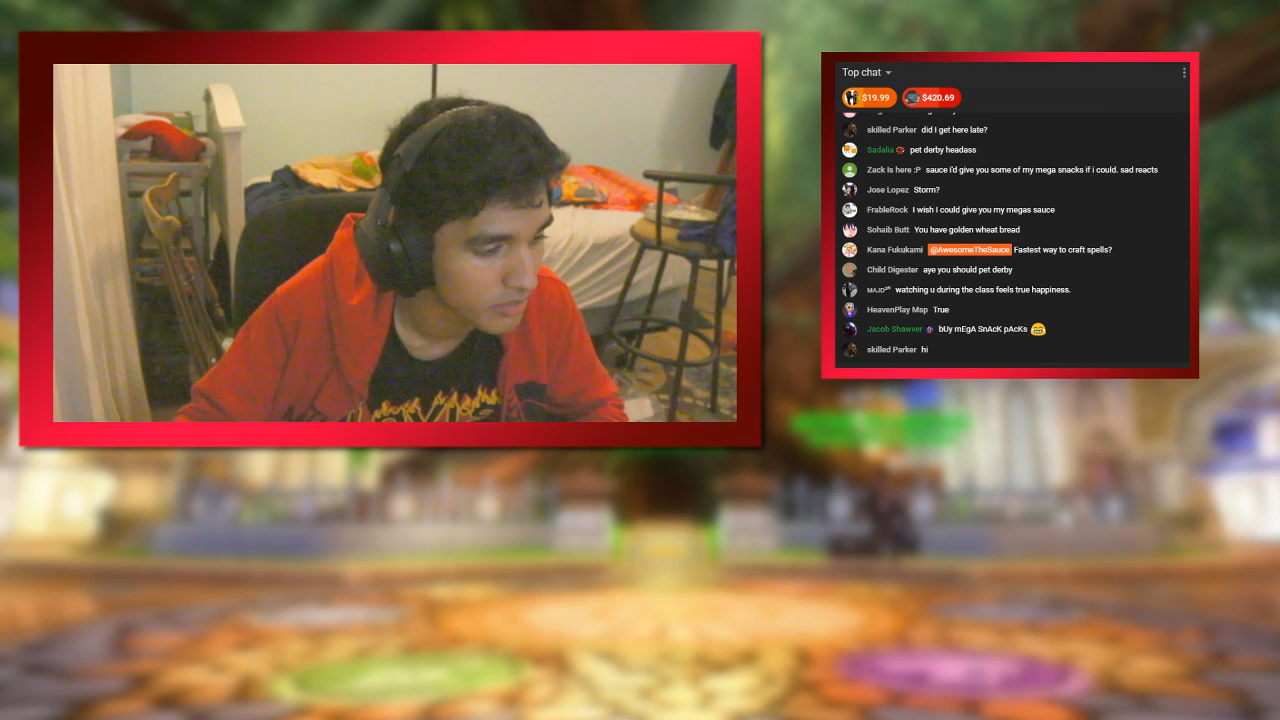 Top chat
$19.99 $420.69
skilled Parker did I get here late?
Sadalia pet derby headass
Zack Is here :P sauce i'd give you some of my mega snacks if i could. sad reacts
Jose Lopez Storm?
FrableRock I wish I could give you my megas sauce
Sohaib Butt You have golden wheat bread
Kana Fukukami @AwesomeTheSauce Fastest way to craft spells?
Child Digester aye you should pet derby
watching u during the class feels true happiness.
HeavenPlay Msp True
Jacob Shawver bUy mEgA SnAcK pAcKs 😂
skilled Parker hi